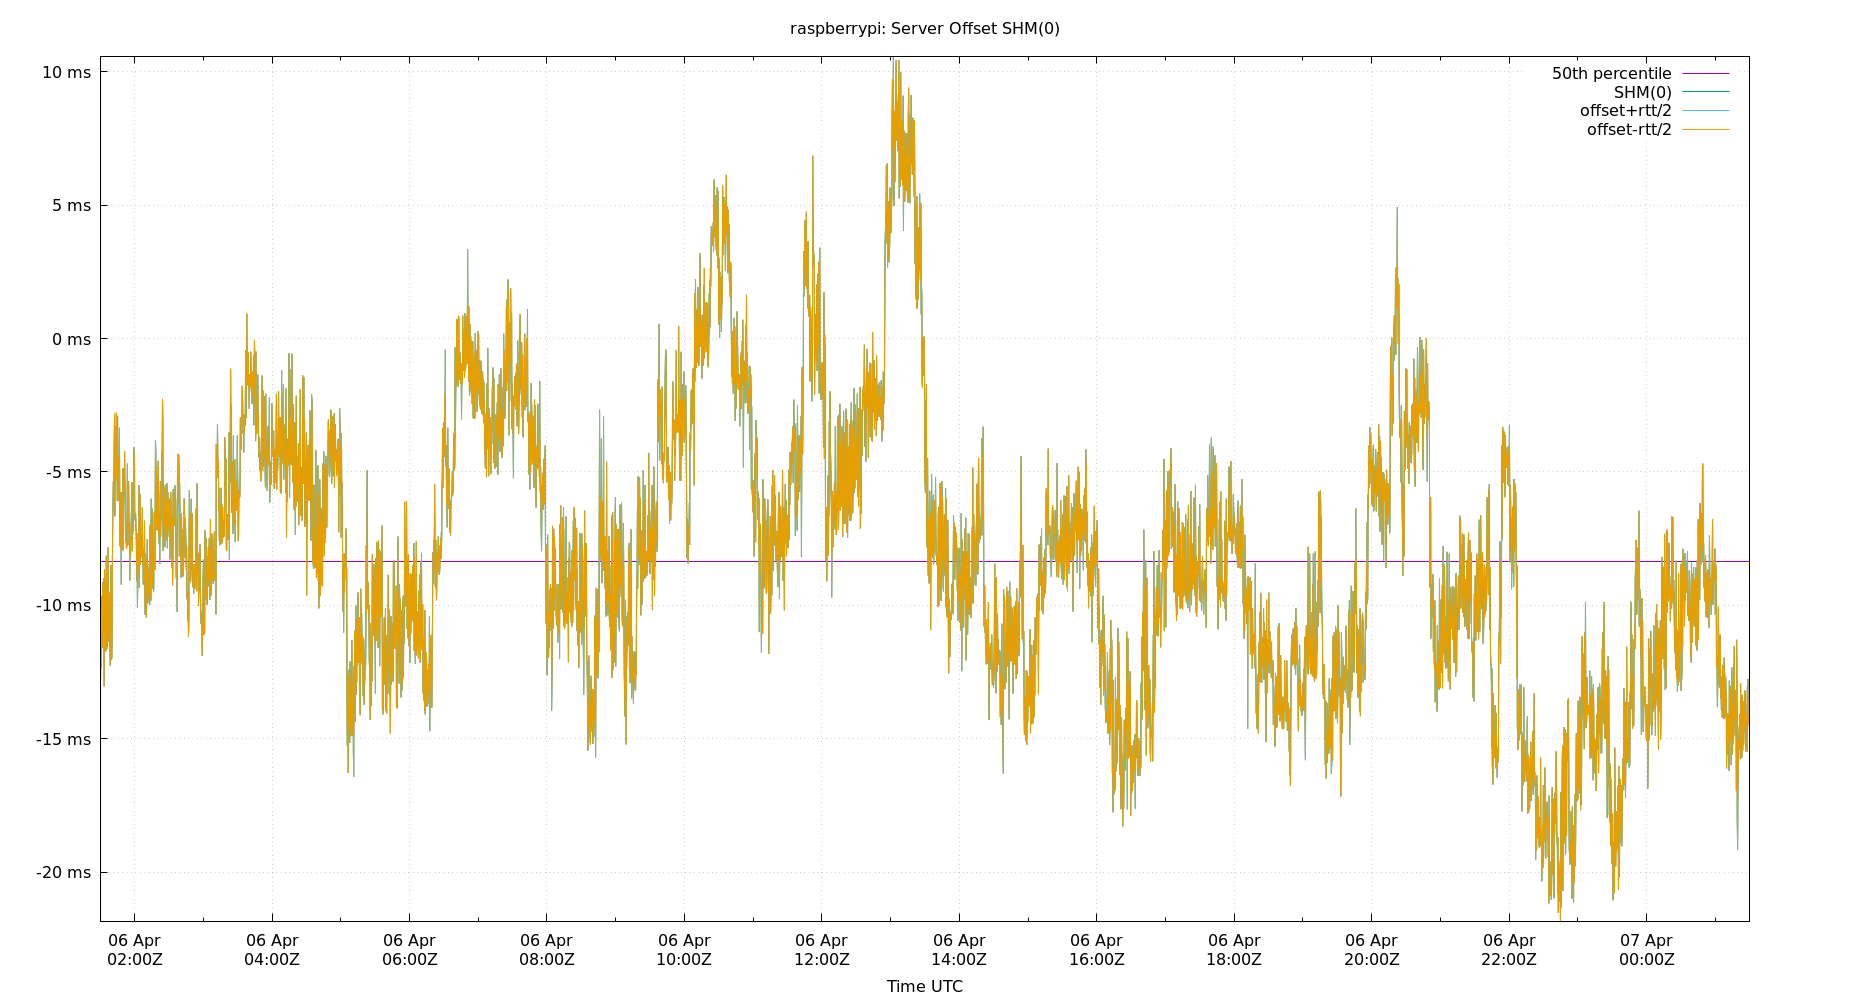 raspberrypi: Server Offset SHM(0)
50th percentile
SHM(0)
offset+rtt/2
offset-rtt/2
10 ms
5 ms
0 ms
-5 ms
-10 ms
-15 ms
-20 ms
06 Apr 06 Apr 06 Apr 06 Apr 06 Apr 06 Apr 06 Apr 06 Apr 06 Apr 06 Apr 06 Apr 07 Apr
02:00Z 04:00Z 06:00Z 08:00Z 10:00Z 12:00Z 14:00Z 16:00Z 18:00Z 20:00Z 22:00Z 00:00Z
Time UTC